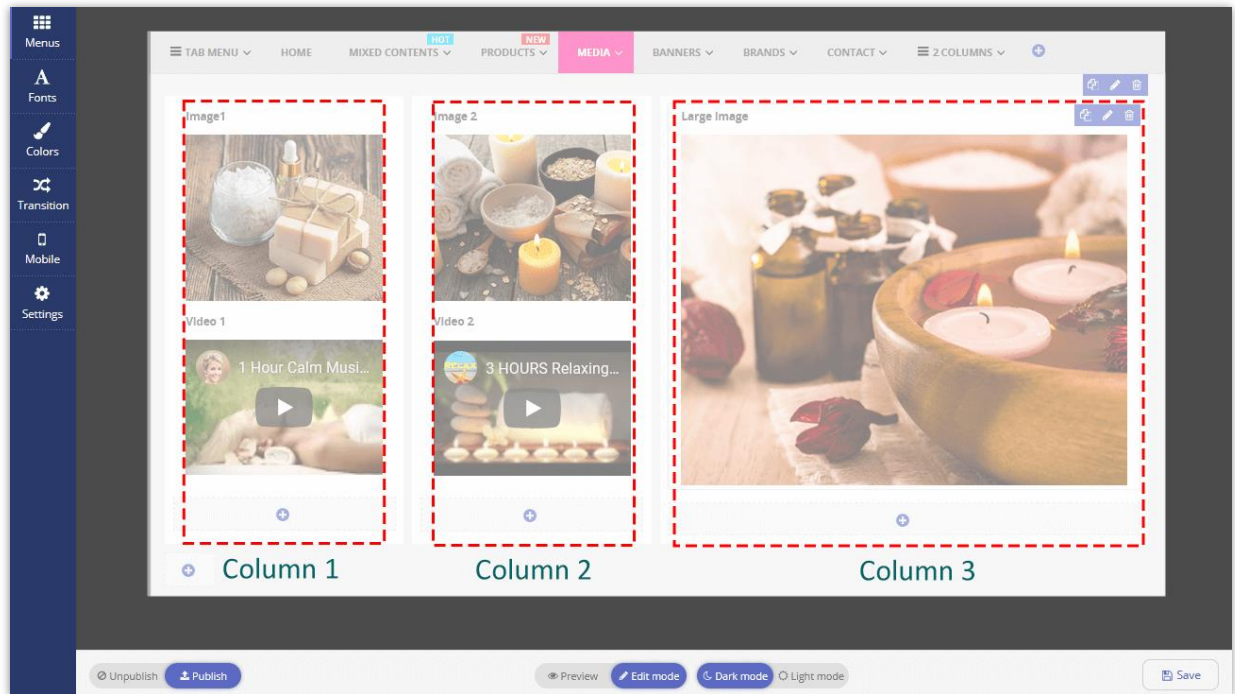 Menus
Fonts
Colors
Transition
Mobile
Settings
HOT NEW
TAB MENU HOME MIXED CONTENTS PRODUCTS MEDIA BANNERS BRANDS CONTACT 2 COLUMNS
Image1 Image 2 Large Image
Video 1 Video 2
1 Hour Calm Musi... 3 HOURS Relaxing...
Column 1 Column 2 Column 3
Unpublish Publish Preview Edit mode Dark mode Light mode Save